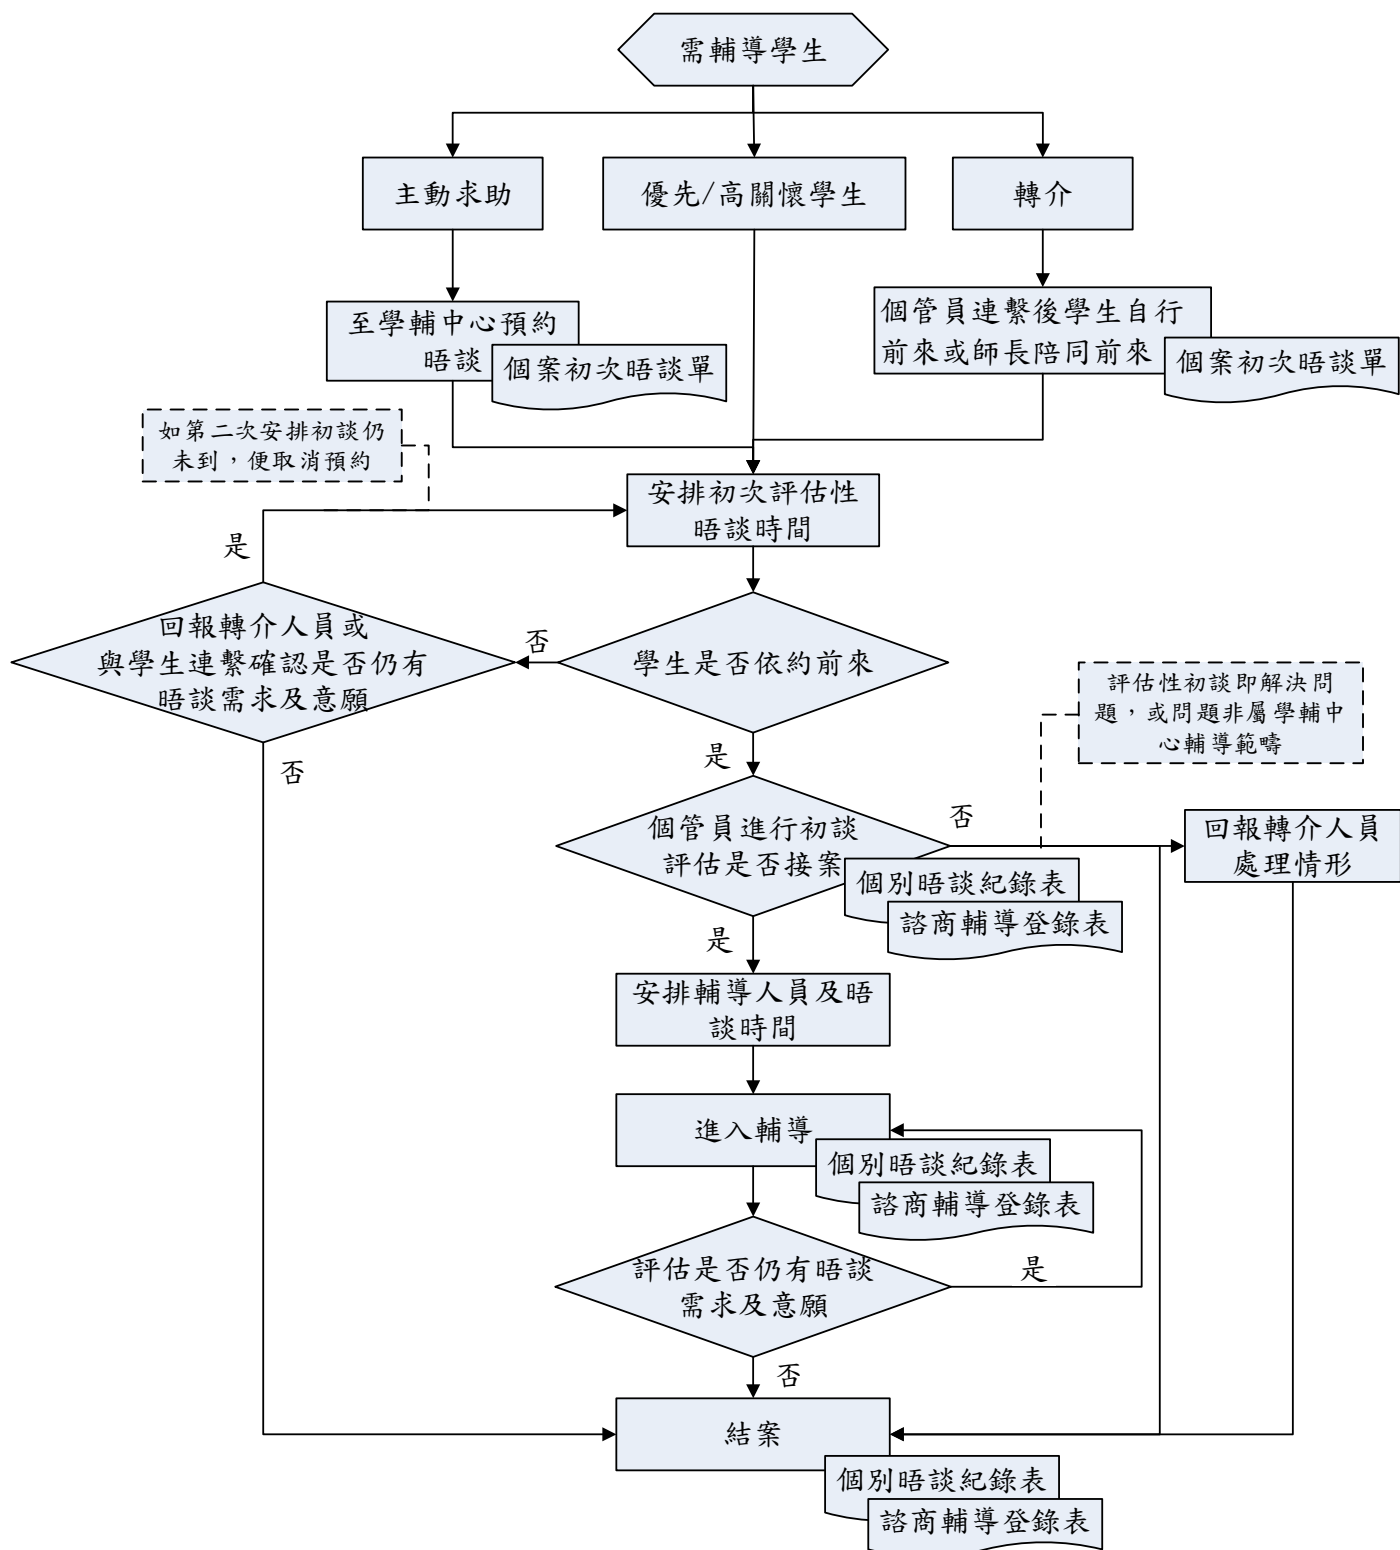 需輔導學生
主動求助
優先/高關懷學生
轉介
至學輔中心預約
晤談
個案初次晤談單
個管員連繫後學生自行
前來或師長陪同前來
個案初次晤談單
如第二次安排初談仍
未到，便取消預約
安排初次評估性
晤談時間
是
回報轉介人員或
與學生連繫確認是否仍有
晤談需求及意願
否
學生是否依約前來
評估性初談即解決問
題，或問題非屬學輔中
心輔導範疇
否
是
個管員進行初談
評估是否接案
否
個別晤談紀錄表
諮商輔導登錄表
回報轉介人員
處理情形
是
安排輔導人員及晤
談時間
進入輔導
個別晤談紀錄表
諮商輔導登錄表
評估是否仍有晤談
需求及意願
是
否
結案
個別晤談紀錄表
諮商輔導登錄表